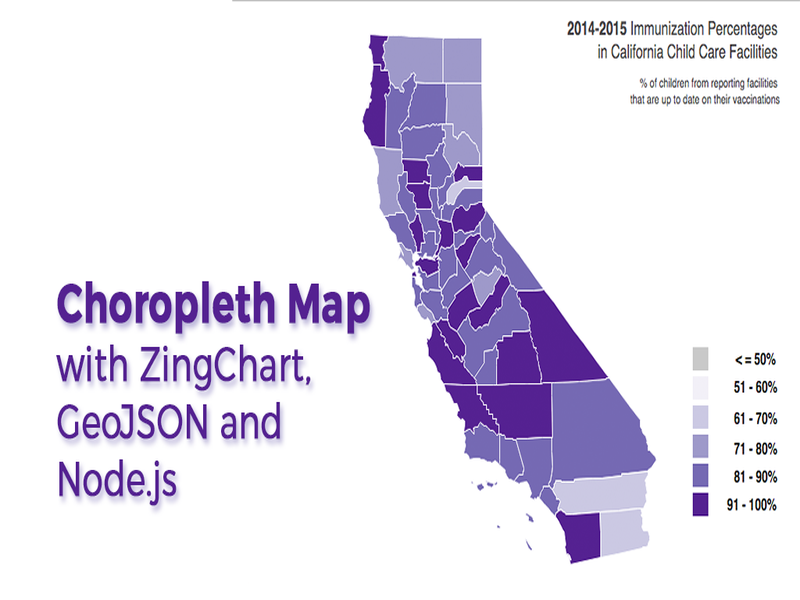 2014-2015 Immunization Percentages
in California Child Care Facilities
% of children from reporting facilities
that are up to date on their vaccinations
Choropleth Map
with ZingChart,
GeoJSON and
Node.js
<= 50%
51 - 60%
61 - 70%
71 - 80%
81 - 90%
91 - 100%